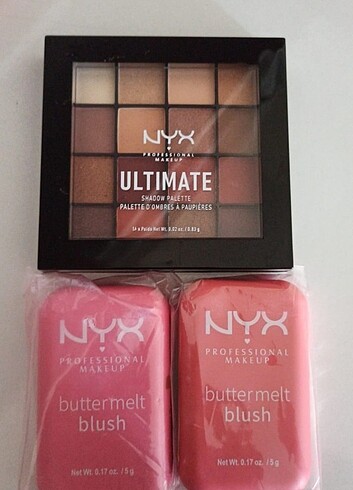 NYX
PROFESSIONAL
MAKEUP
ULTIMATE
SHADOW PALETTE
PALETTE D'OMBRES À PAUPIÈRES
NYX
PROFESSIONAL
MAKEUP
buttermelt
blush
Net Wt. 0.17 oz. / 5 g
NYX
PROFESSIONAL
MAKEUP
buttermelt
blush
Net Wt. 0.17 oz. / 5 g